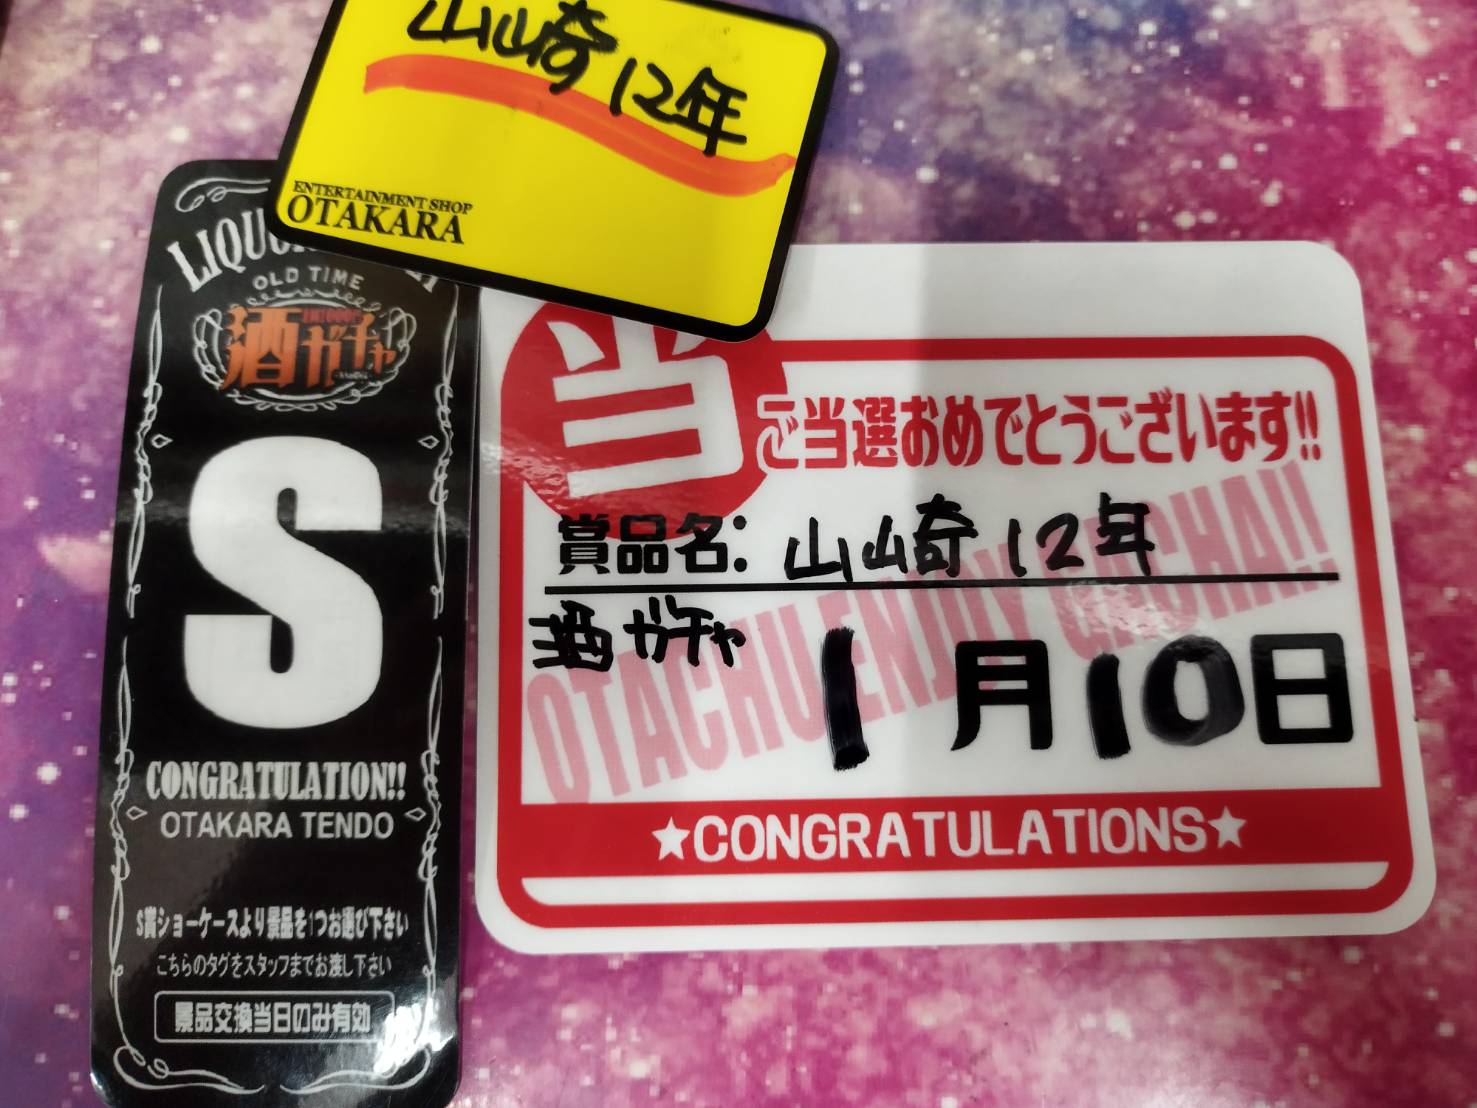 山崎12年
ENTERTAINMENT SHOP
OTAKARA
OLD TIME
酒ガチャ
S
CONGRATULATION!!
OTAKARA TENDO
S賞ショーケースより景品を1つお選び下さい
こちらのタグをスタッフまでお渡し下さい
景品交換当日のみ有効
当
ご当選おめでとうございます!!
賞品名:山崎12年
酒ガチャ
1月10日
OTACHU ENJOY GACHA!!
★CONGRATULATIONS★